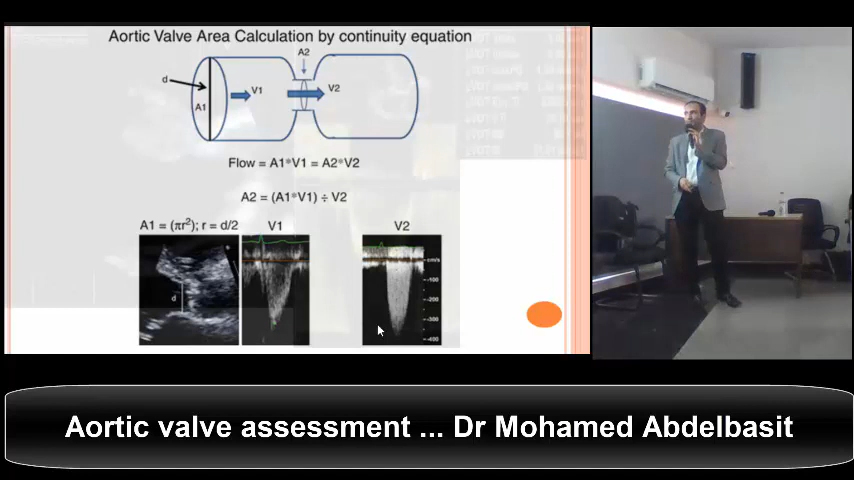 Aortic Valve Area Calculation by continuity equation
A2
d
V1
V2
A1
Flow = A1*V1 = A2*V2
A2 = (A1*V1) ÷ V2
A1 = (πr²); r = d/2
V1
V2
d
cm/s
-100
-200
-300
-400
Aortic valve assessment ... Dr Mohamed Abdelbasit